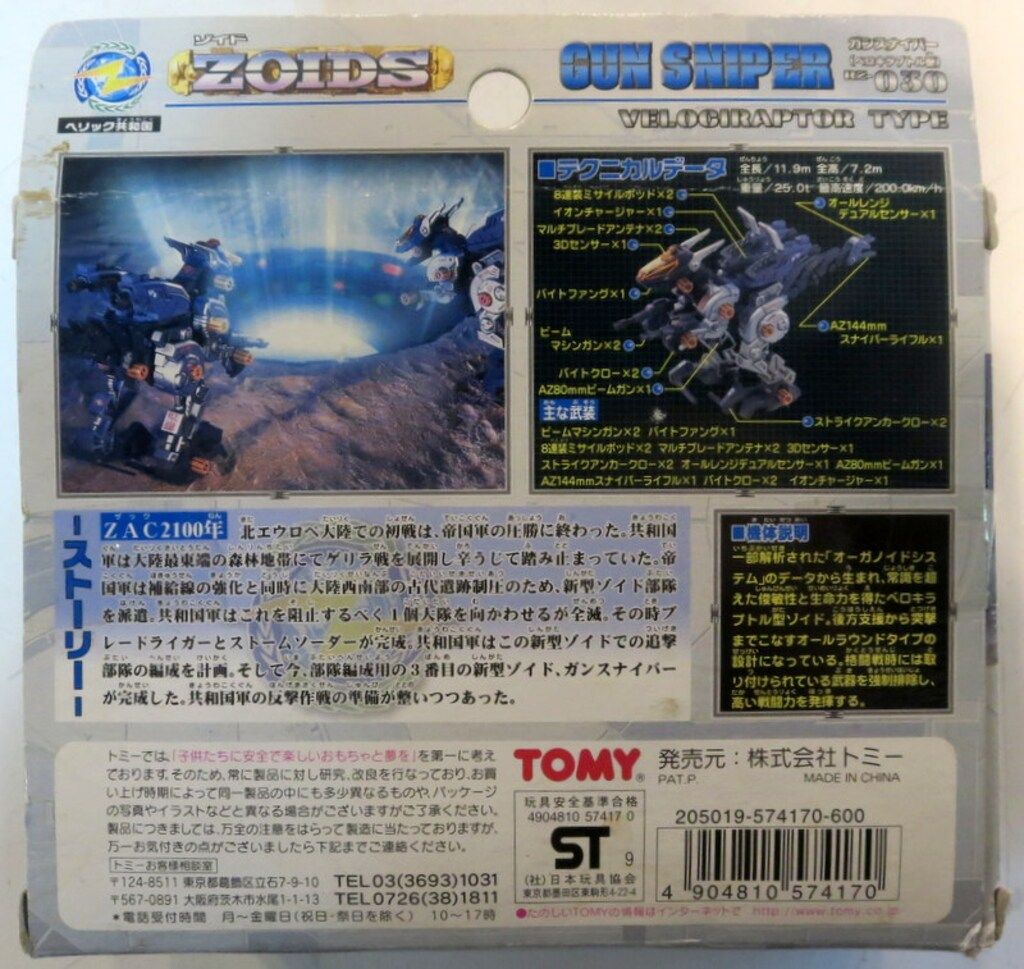 ゾイド
ZOIDS
ヘリック共和国
GUN SNIPER
ガンスナイパー
(ベロキラプトル型)
RZ-030
VELOCIRAPTOR TYPE
■テクニカルデータ
全長/11.9m 全高/7.2m
重量/25.0t 最高速度/200.0km/h
8連装ミサイルポッド×2
イオンチャージャー×1
マルチブレードアンテナ×2
3Dセンサー×1
バイトファング×1
ビーム
マシンガン×2
バイトクロー×2
AZ80mmビームガン×1
オールレンジ
デュアルセンサー×1
AZ144mm
スナイパーライフル×1
ストライクアンカークロー×2
主な武装
ビームマシンガン×2 バイトファング×1
8連装ミサイルポッド×2 マルチブレードアンテナ×2 3Dセンサー×1
ストライクアンカークロー×2 オールレンジデュアルセンサー×1 AZ80mmビームガン×1
AZ144mmスナイパーライフル×1 バイトクロー×2 イオンチャージャー×1
ーストーリーー
ZAC2100年 北エウロペ大陸での初戦は、帝国軍の圧勝に終わった。共和国
軍は大陸最東端の森林地帯にてゲリラ戦を展開し辛うじて踏み止まっていた。帝
国軍は補給線の強化と同時に大陸西南部の古代遺跡制圧のため、新型ゾイド部隊
を派遣。共和国軍はこれを阻止するべく1個大隊を向かわせるが全滅。その時ブ
レードライガーとストームソーダーが完成。共和国軍はこの新型ゾイドでの追撃
部隊の編成を計画。そして今、部隊編成用の3番目の新型ゾイド、ガンスナイパー
が完成した。共和国軍の反撃作戦の準備が整いつつあった。
■機体説明
一部解析された「オーガノイドシス
テム」のデータから生まれ、常識を超
えた俊敏性と生命力を得たベロキラ
プトル型ゾイド。後方支援から突撃
までこなすオールラウンドタイプの
設計になっている。格闘戦時には取
り付けられている武器を強制排除し、
高い戦闘力を発揮する。
トミーでは、「子供たちに安全で楽しいおもちゃと夢を」を第一に考え
ております。そのため、常に製品に対し研究、改良を行なっており、お買
い上げ時期によって同一製品の中にも多少異なるものや、パッケージ
の写真やイラストなどと異なる場合がございますがご了承ください。
製品につきましては、万全の注意をはらって製造に当たっておりますが、
万一お気付きの点がございましたら下記までご連絡ください。
トミーお客様相談室
〒124-8511 東京都葛飾区立石7-9-10 TEL03(3693)1031
〒567-0891 大阪府茨木市水尾1-1-13 TEL0726(38)1811
*電話受付時間 月〜金曜日(祝日・祭日を除く) 10〜17時
TOMY®
発売元:株式会社トミー
PAT.P. MADE IN CHINA
玩具安全基準合格
4904810 57417 0
ST 9
(社)日本玩具協会
東京都墨田区東駒形4-22-4
205019-574170-600
4 904810 574170
●たのしいTOMYの情報はインターネットで http://www.tomy.co.jp